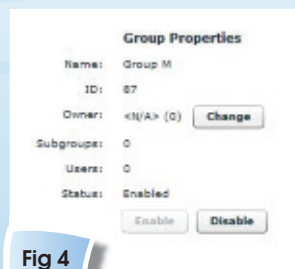 Group Properties
Name: Group M
ID: 87
Owner: <N/A> (0) Change
Subgroups: 0
Users: 0
Status: Enabled
Enable Disable
Fig 4